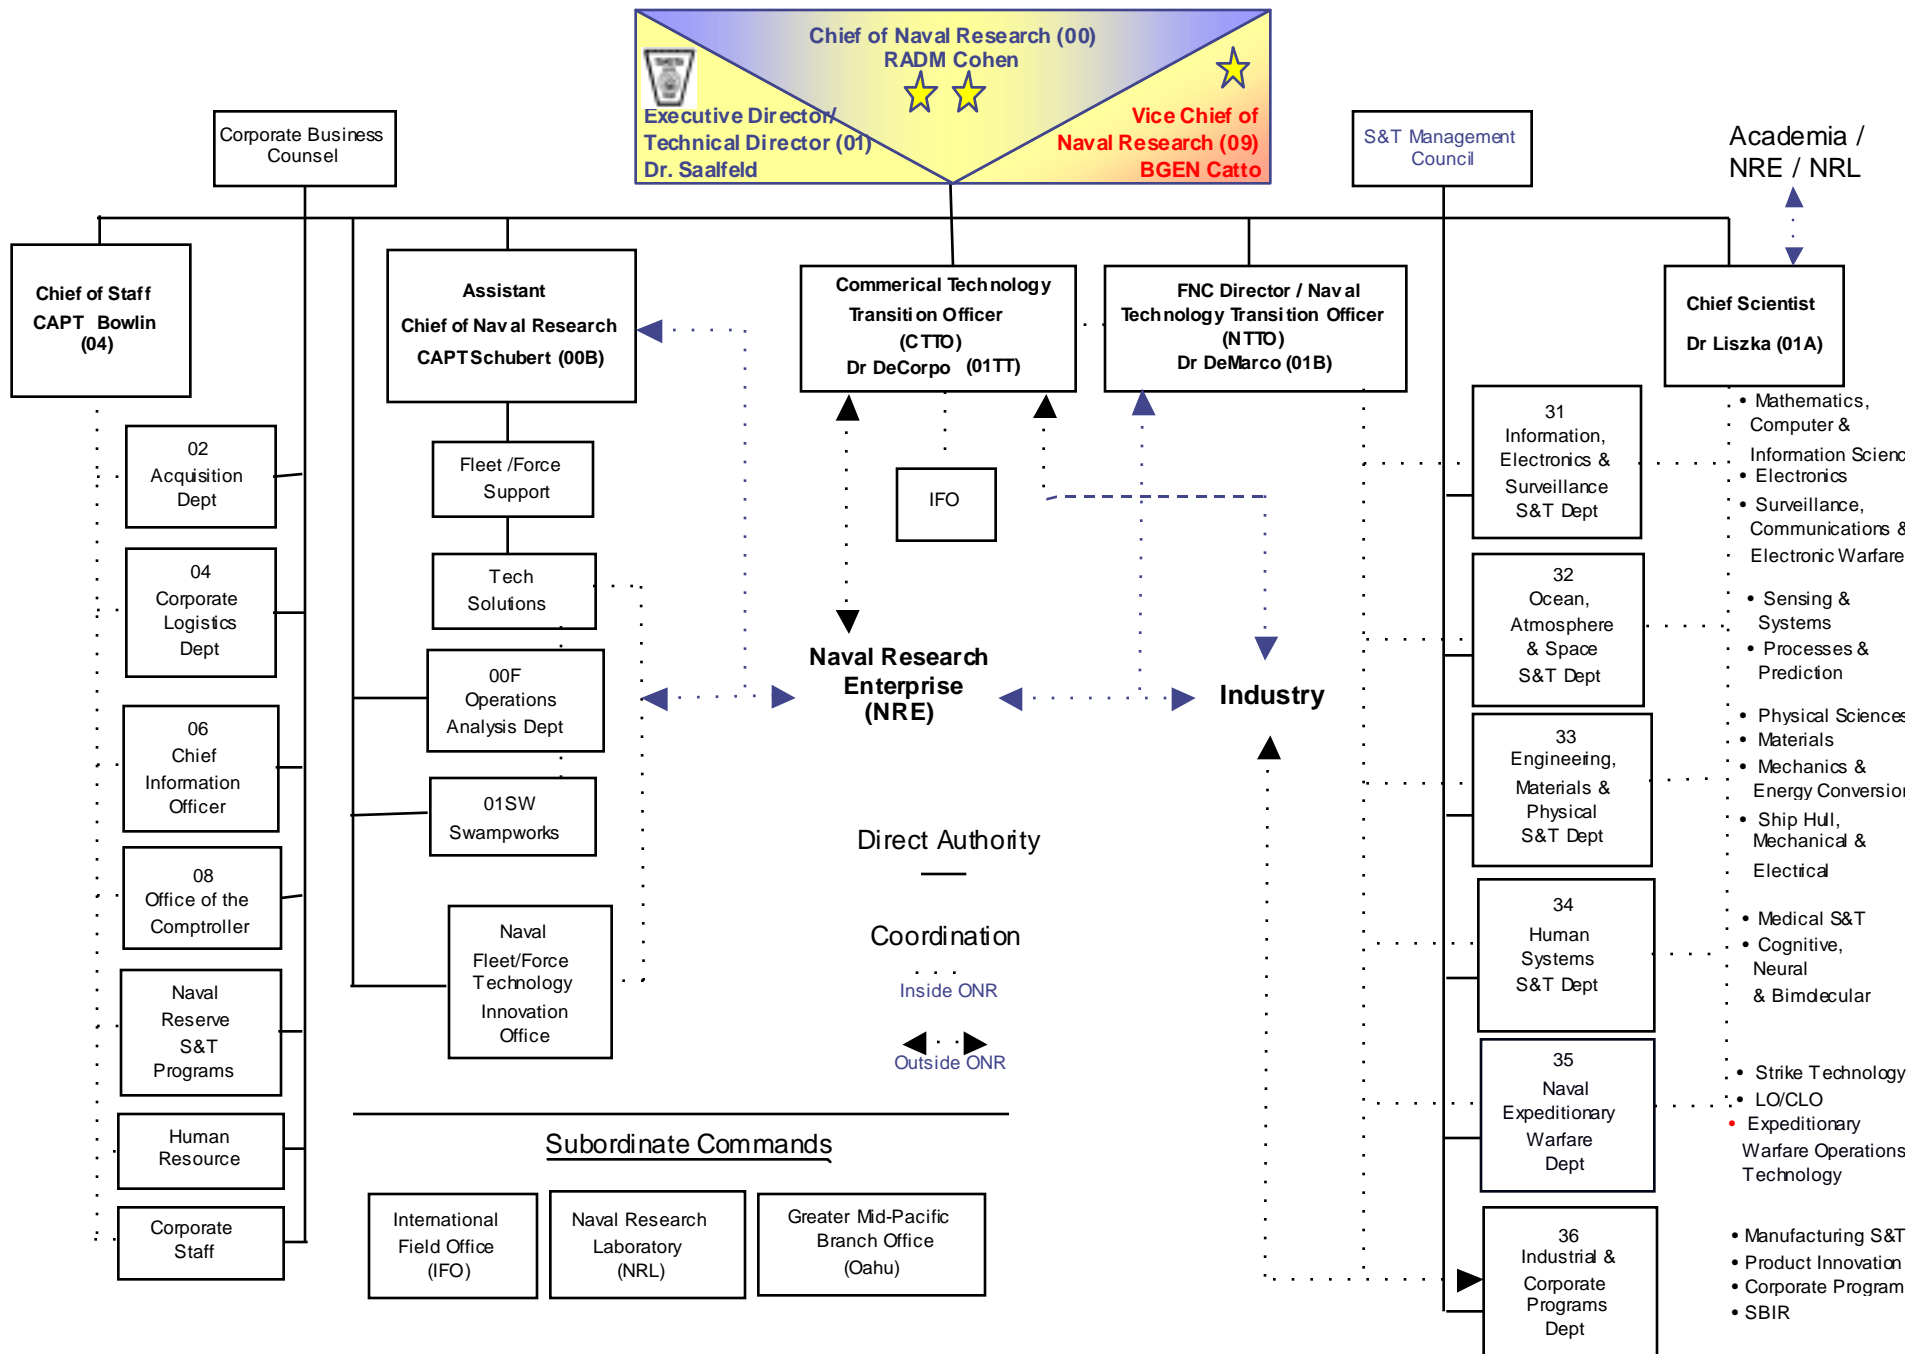 Chief of Naval Research (00)
RADM Cohen
Executive Director/
Technical Director (01)
Dr. Saalfeld
Vice Chief of
Naval Research (09)
BGEN Catto
Corporate Business
Counsel
S&T Management
Council
Academia /
NRE / NRL
Chief of Staff
CAPT Bowlin
(04)
Assistant
Chief of Naval Research
CAPT Schubert (00B)
Commerical Technology
Transition Officer
(CTTO)
Dr DeCorpo (01TT)
FNC Director / Naval
Technology Transition Officer
(NTTO)
Dr DeMarco (01B)
Chief Scientist
Dr Liszka (01A)
02
Acquisition
Dept
04
Corporate
Logistics
Dept
06
Chief
Information
Officer
08
Office of the
Comptroller
Naval
Reserve
S&T
Programs
Human
Resource
Corporate
Staff
Fleet /Force
Support
Tech
Solutions
00F
Operations
Analysis Dept
01SW
Swampworks
Naval
Fleet/Force
Technology
Innovation
Office
IFO
Naval Research
Enterprise
(NRE)
Industry
Direct Authority
Coordination
Inside ONR
Outside ONR
Subordinate Commands
International
Field Office
(IFO)
Naval Research
Laboratory
(NRL)
Greater Mid-Pacific
Branch Office
(Oahu)
31
Information,
Electronics &
Surveillance
S&T Dept
32
Ocean,
Atmosphere
& Space
S&T Dept
33
Engineering,
Materials &
Physical
S&T Dept
34
Human
Systems
S&T Dept
35
Naval
Expeditionary
Warfare
Dept
36
Industrial &
Corporate
Programs
Dept
• Mathematics,
Computer &
Information Scienc
• Electronics
• Surveillance,
Communications &
Electronic Warfare
• Sensing &
Systems
• Processes &
Prediction
• Physical Sciences
• Materials
• Mechanics &
Energy Conversion
• Ship Hull,
Mechanical &
Electrical
• Medical S&T
• Cognitive,
Neural
& Bimolecular
• Strike Technology
• LO/CLO
• Expeditionary
Warfare Operations
Technology
• Manufacturing S&T
• Product Innovation
• Corporate Program
• SBIR